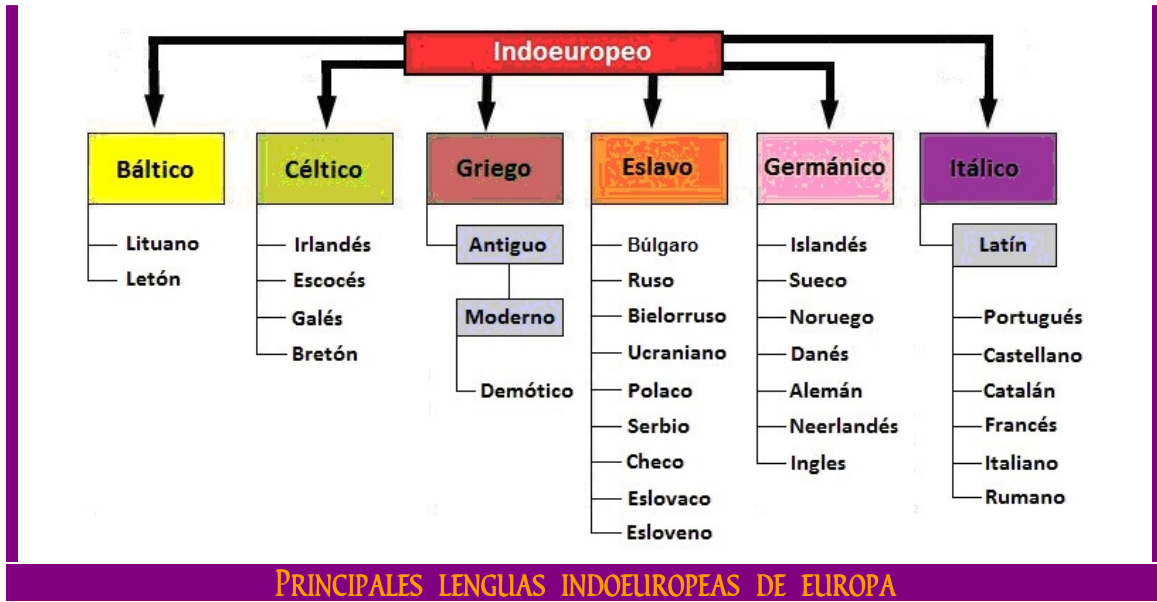 Indoeuropeo
Báltico
Lituano
Letón
Céltico
Irlandés
Escocés
Galés
Bretón
Griego
Antiguo
Moderno
Demótico
Eslavo
Búlgaro
Ruso
Bielorruso
Ucraniano
Polaco
Serbio
Checo
Eslovaco
Esloveno
Germánico
Islandés
Sueco
Noruego
Danés
Alemán
Neerlandés
Ingles
Itálico
Latín
Portugués
Castellano
Catalán
Francés
Italiano
Rumano
Principales lenguas indoeuropeas de europa